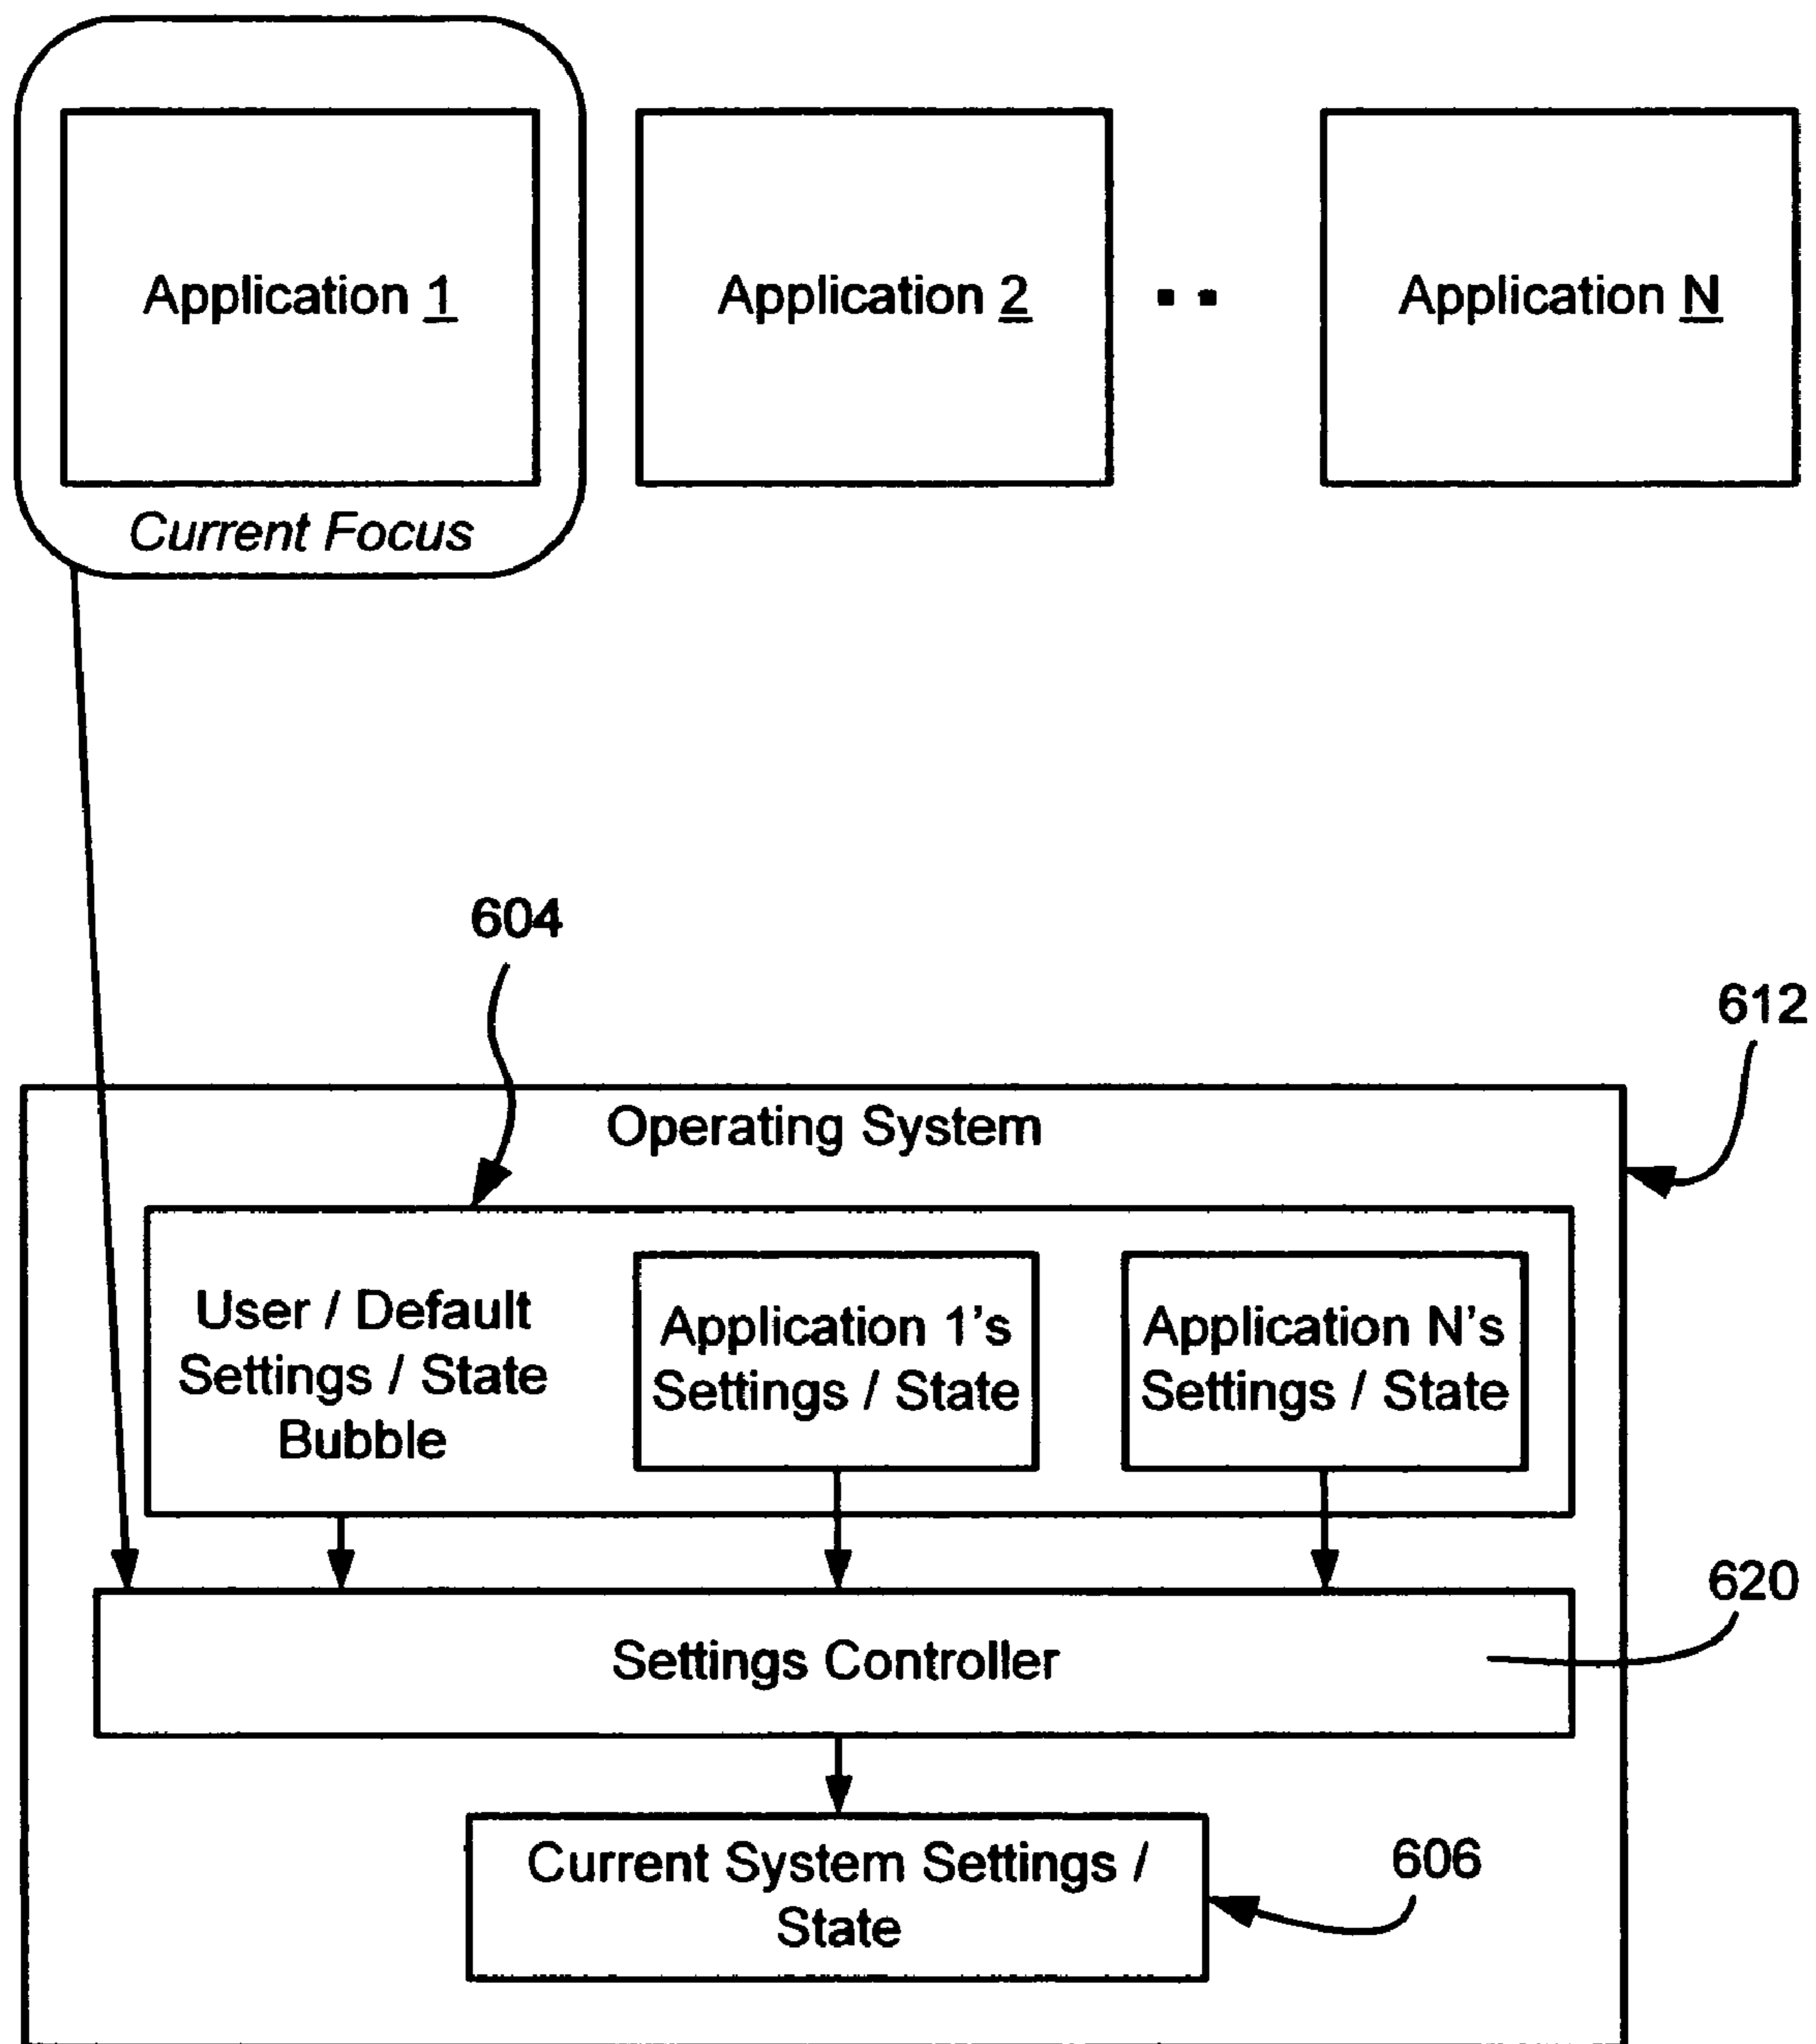 Application 1
Application 2
▪ ▪
Application N
Current Focus
604
612
Operating System
User / Default
Settings / State
Bubble
Application 1's
Settings / State
Application N's
Settings / State
620
Settings Controller
Current System Settings /
State
606